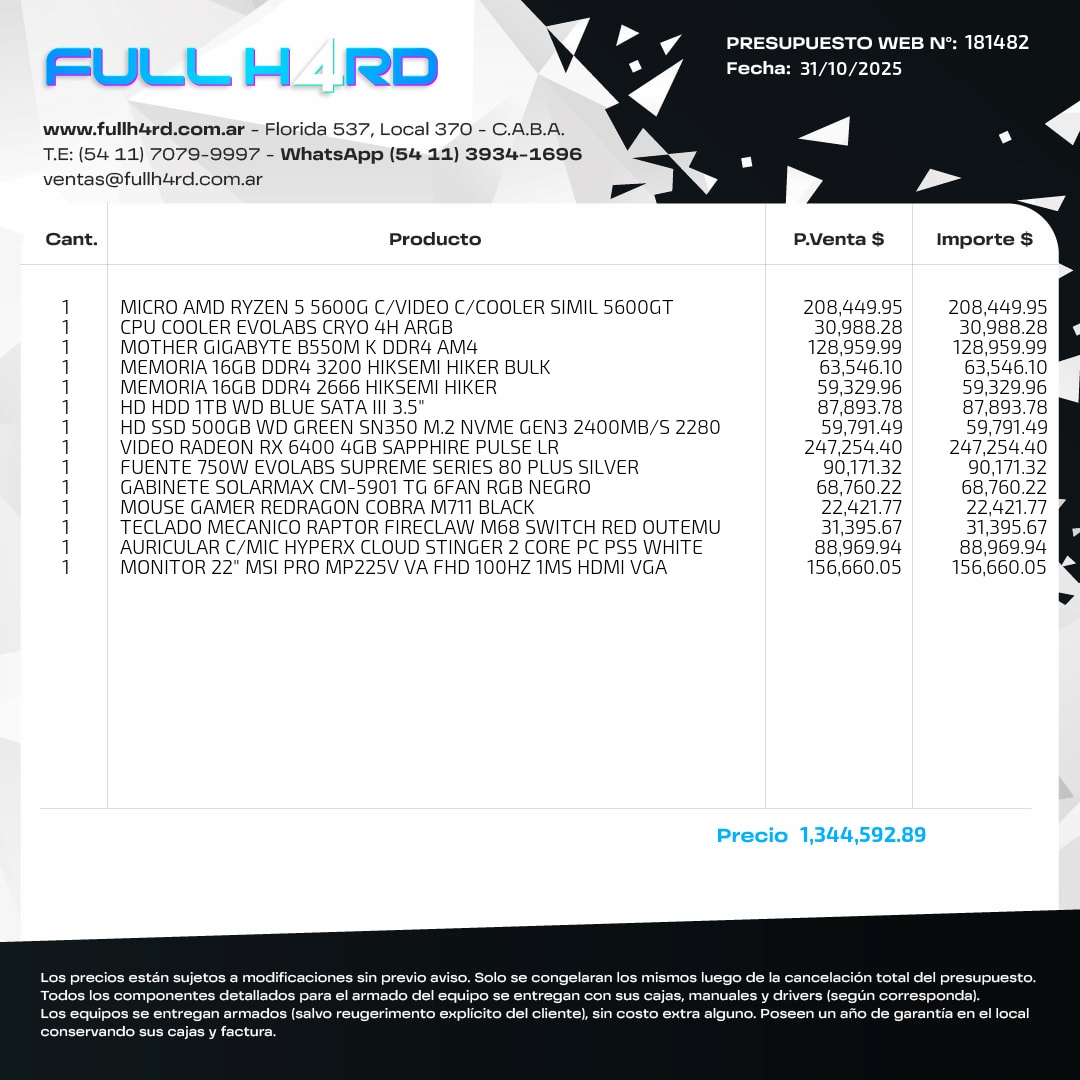 FULL H4RD
PRESUPUESTO WEB N°: 181482
Fecha: 31/10/2025
www.fullh4rd.com.ar - Florida 537, Local 370 - C.A.B.A.
T.E: (54 11) 7079-9997 - WhatsApp (54 11) 3934-1696
ventas@fullh4rd.com.ar
Cant. Producto P.Venta $ Importe $
1 MICRO AMD RYZEN 5 5600G C/VIDEO C/COOLER SIMIL 5600GT 208,449.95 208,449.95
1 CPU COOLER EVOLABS CRYO 4H ARGB 30,988.28 30,988.28
1 MOTHER GIGABYTE B550M K DDR4 AM4 128,959.99 128,959.99
1 MEMORIA 16GB DDR4 3200 HIKSEMI HIKER BULK 63,546.10 63,546.10
1 MEMORIA 16GB DDR4 2666 HIKSEMI HIKER 59,329.96 59,329.96
1 HD HDD 1TB WD BLUE SATA III 3.5" 87,893.78 87,893.78
1 HD SSD 500GB WD GREEN SN350 M.2 NVME GEN3 2400MB/S 2280 59,791.49 59,791.49
1 VIDEO RADEON RX 6400 4GB SAPPHIRE PULSE LR 247,254.40 247,254.40
1 FUENTE 750W EVOLABS SUPREME SERIES 80 PLUS SILVER 90,171.32 90,171.32
1 GABINETE SOLARMAX CM-5901 TG 6FAN RGB NEGRO 68,760.22 68,760.22
1 MOUSE GAMER REDRAGON COBRA M711 BLACK 22,421.77 22,421.77
1 TECLADO MECANICO RAPTOR FIRECLAW M68 SWITCH RED OUTEMU 31,395.67 31,395.67
1 AURICULAR C/MIC HYPERX CLOUD STINGER 2 CORE PC PS5 WHITE 88,969.94 88,969.94
1 MONITOR 22" MSI PRO MP225V VA FHD 100HZ 1MS HDMI VGA 156,660.05 156,660.05
Precio 1,344,592.89
Los precios están sujetos a modificaciones sin previo aviso. Solo se congelaran los mismos luego de la cancelación total del presupuesto.
Todos los componentes detallados para el armado del equipo se entregan con sus cajas, manuales y drivers (según corresponda).
Los equipos se entregan armados (salvo reugerimento explícito del cliente), sin costo extra alguno. Poseen un año de garantía en el local
conservando sus cajas y factura.